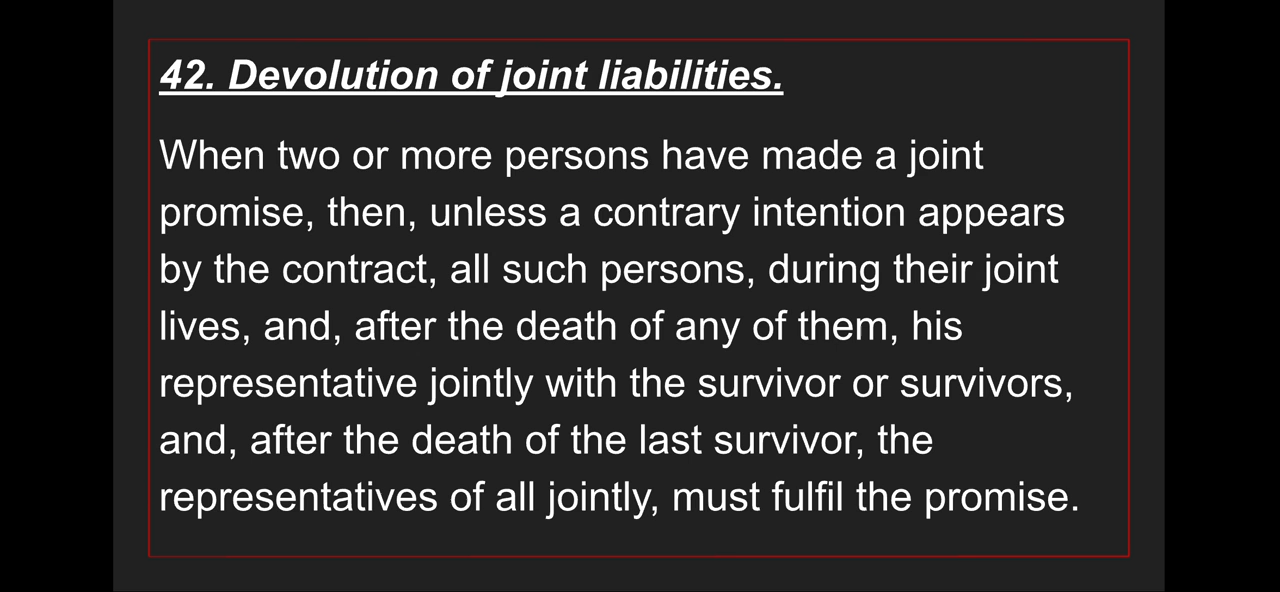 42. Devolution of joint liabilities.
When two or more persons have made a joint
promise, then, unless a contrary intention appears
by the contract, all such persons, during their joint
lives, and, after the death of any of them, his
representative jointly with the survivor or survivors,
and, after the death of the last survivor, the
representatives of all jointly, must fulfil the promise.